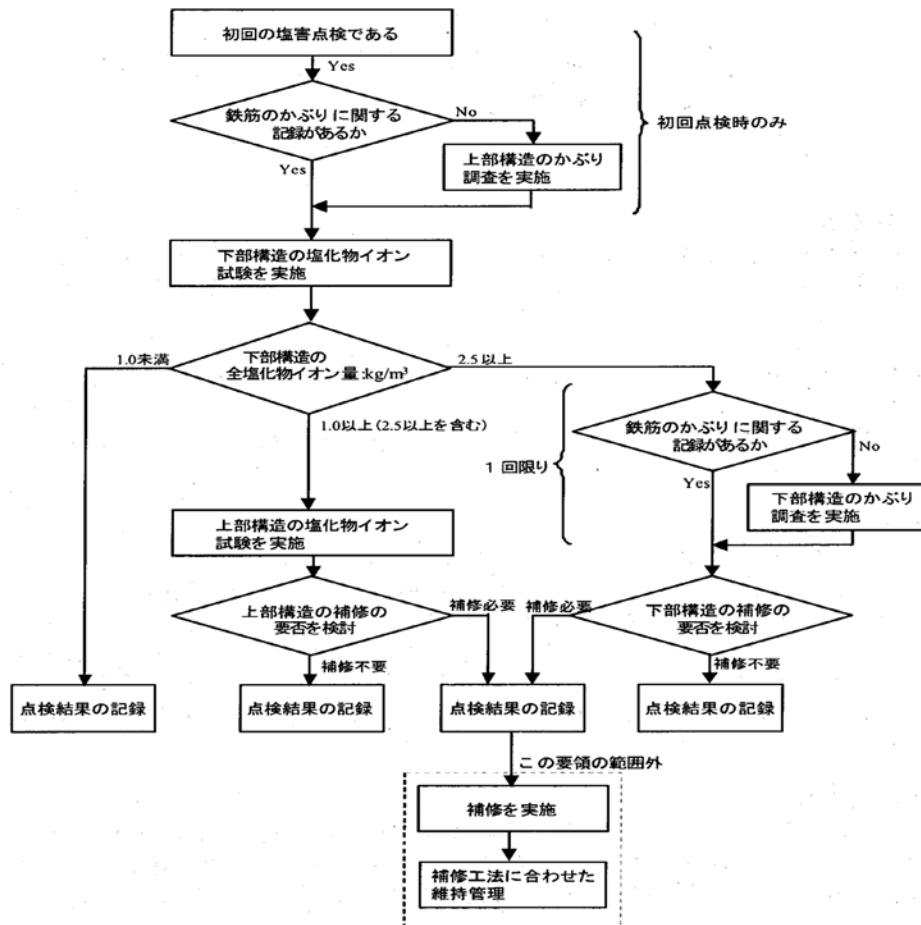 初回の塩害点検である
Yes
鉄筋のかぶりに関する
記録があるか
No
初回点検時のみ
上部構造のかぶり
調査を実施
Yes
下部構造の塩化物イオン
試験を実施
下部構造の
全塩化物イオン量:kg/m³
1.0未満
2.5以上
1.0以上(2.5以上を含む)
鉄筋のかぶりに関する
記録があるか
No
1回限り
Yes
下部構造のかぶり
調査を実施
上部構造の塩化物イオン
試験を実施
上部構造の補修の
要否を検討
補修必要
補修必要
下部構造の補修の
要否を検討
補修不要
補修不要
点検結果の記録
点検結果の記録
点検結果の記録
点検結果の記録
この要領の範囲外
補修を実施
補修工法に合わせた
維持管理